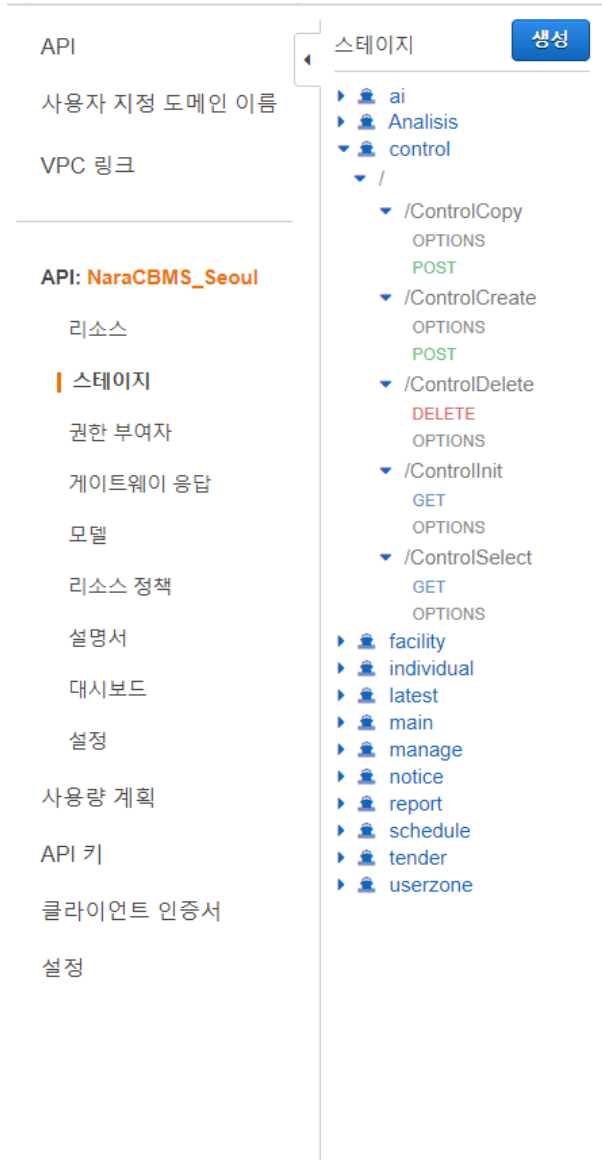 API
사용자 지정 도메인 이름
VPC 링크
API: NaraCBMS_Seoul
리소스
스테이지
권한 부여자
게이트웨이 응답
모델
리소스 정책
설명서
대시보드
설정
사용량 계획
API 키
클라이언트 인증서
설정
스테이지
생성
ai
Analisis
control
/
/ControlCopy
OPTIONS
POST
/ControlCreate
OPTIONS
POST
/ControlDelete
DELETE
OPTIONS
/ControlInit
GET
OPTIONS
/ControlSelect
GET
OPTIONS
facility
individual
latest
main
manage
notice
report
schedule
tender
userzone